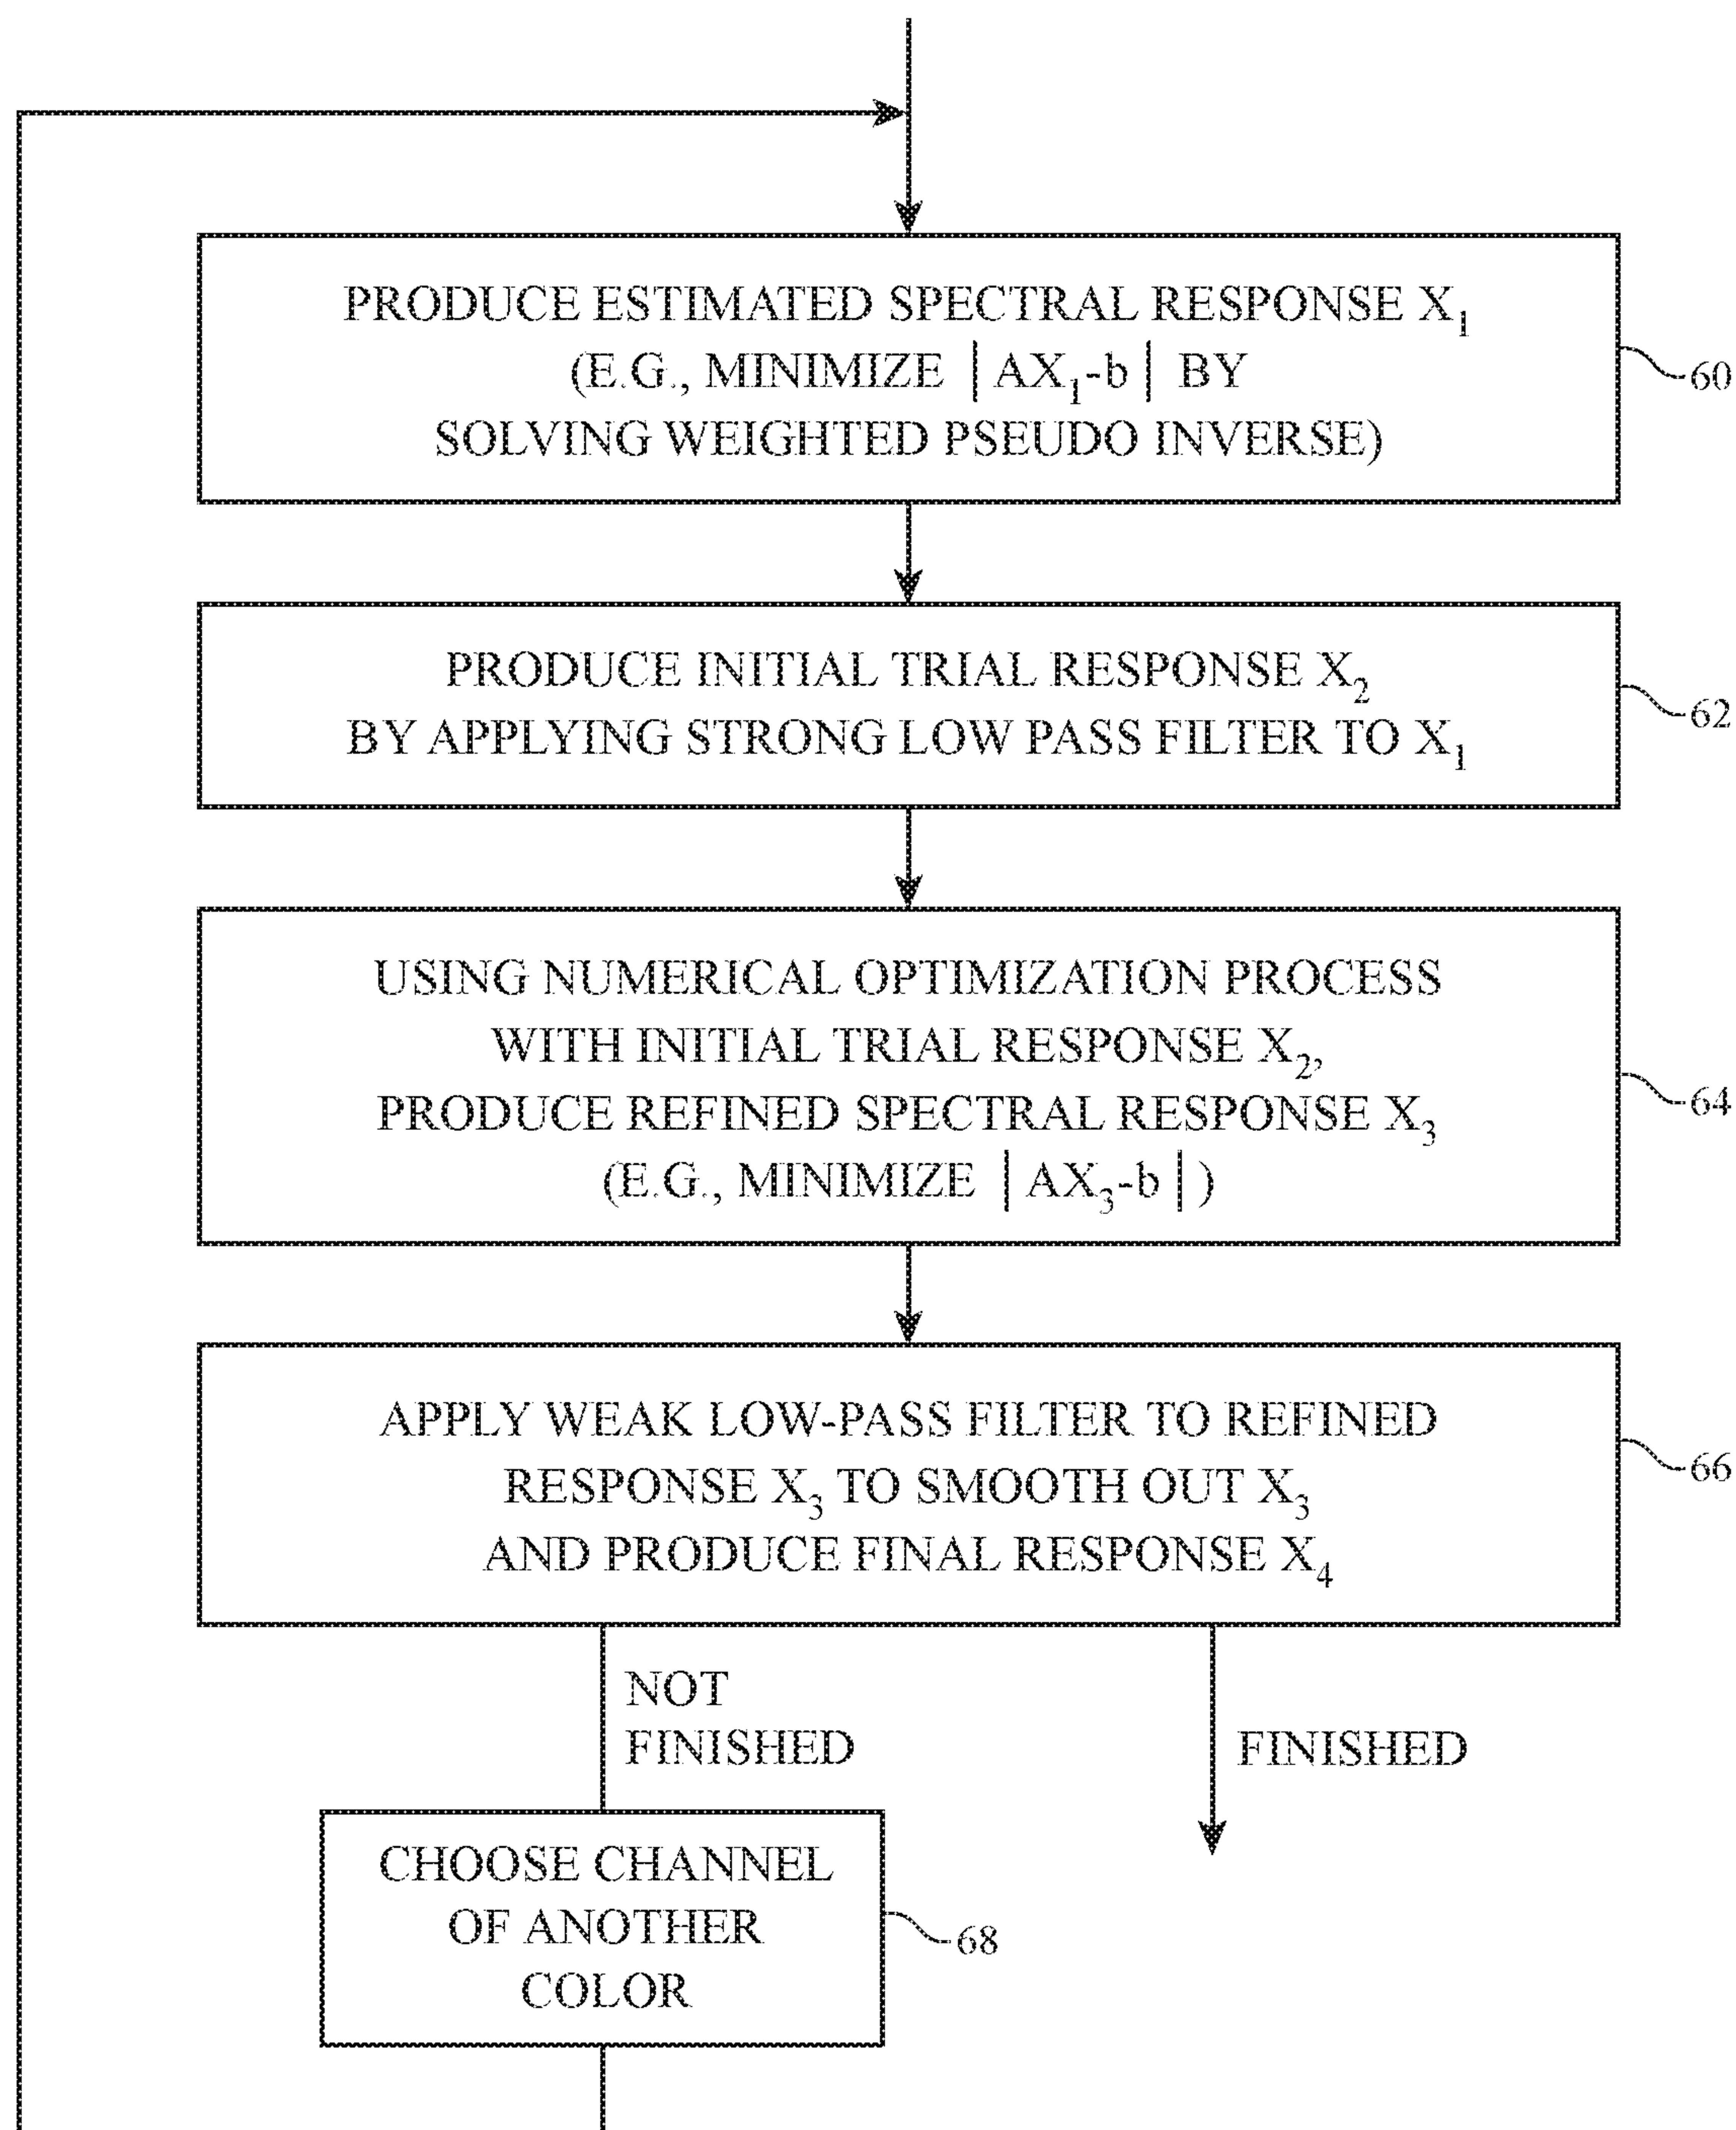 PRODUCE ESTIMATED SPECTRAL RESPONSE X₁
(E.G., MINIMIZE |AX₁-b| BY
SOLVING WEIGHTED PSEUDO INVERSE)
60
PRODUCE INITIAL TRIAL RESPONSE X₂
BY APPLYING STRONG LOW PASS FILTER TO X₁
62
USING NUMERICAL OPTIMIZATION PROCESS
WITH INITIAL TRIAL RESPONSE X₂,
PRODUCE REFINED SPECTRAL RESPONSE X₃
(E.G., MINIMIZE |AX₃-b|)
64
APPLY WEAK LOW-PASS FILTER TO REFINED
RESPONSE X₃ TO SMOOTH OUT X₃
AND PRODUCE FINAL RESPONSE X₄
66
NOT
FINISHED
FINISHED
CHOOSE CHANNEL
OF ANOTHER
COLOR
68